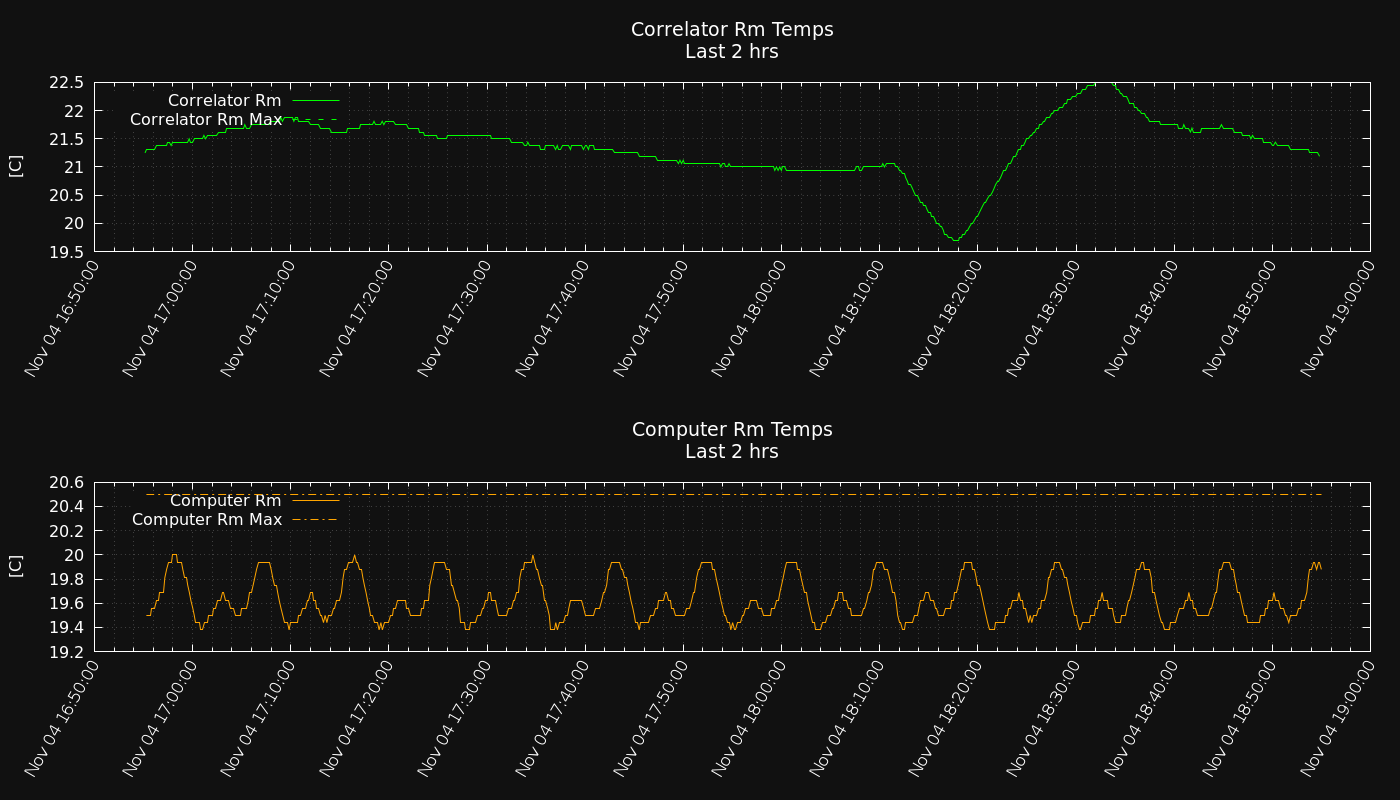 Correlator Rm Temps
Last 2 hrs
22.5
22
21.5
21
20.5
20
19.5
[C]
Correlator Rm
Correlator Rm Max
Nov 04 16:50:00
Nov 04 17:00:00
Nov 04 17:10:00
Nov 04 17:20:00
Nov 04 17:30:00
Nov 04 17:40:00
Nov 04 17:50:00
Nov 04 18:00:00
Nov 04 18:10:00
Nov 04 18:20:00
Nov 04 18:30:00
Nov 04 18:40:00
Nov 04 18:50:00
Nov 04 19:00:00
Computer Rm Temps
Last 2 hrs
20.6
20.4
20.2
20
19.8
19.6
19.4
19.2
[C]
Computer Rm
Computer Rm Max
Nov 04 16:50:00
Nov 04 17:00:00
Nov 04 17:10:00
Nov 04 17:20:00
Nov 04 17:30:00
Nov 04 17:40:00
Nov 04 17:50:00
Nov 04 18:00:00
Nov 04 18:10:00
Nov 04 18:20:00
Nov 04 18:30:00
Nov 04 18:40:00
Nov 04 18:50:00
Nov 04 19:00:00